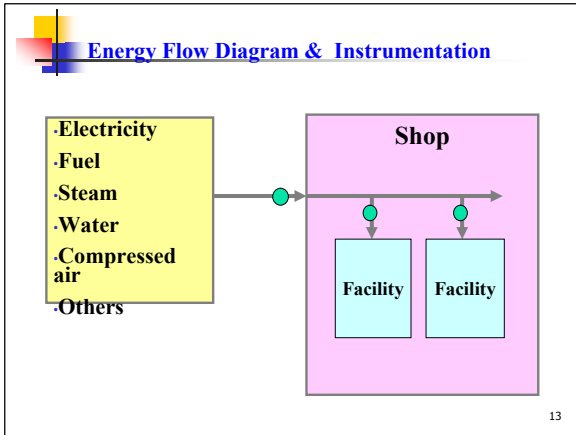 Energy Flow Diagram & Instrumentation
·Electricity
·Fuel
·Steam
·Water
·Compressed
air
·Others
Shop
Facility
Facility
13